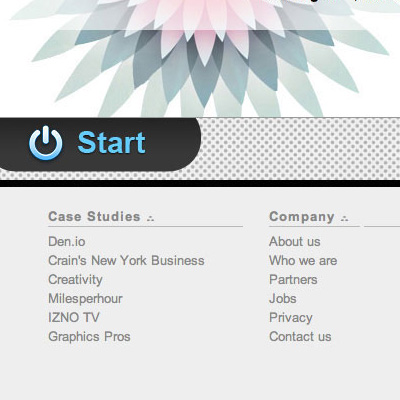 Start
Case Studies
Den.io
Crain's New York Business
Creativity
Milesperhour
IZNO TV
Graphics Pros
Company
About us
Who we are
Partners
Jobs
Privacy
Contact us